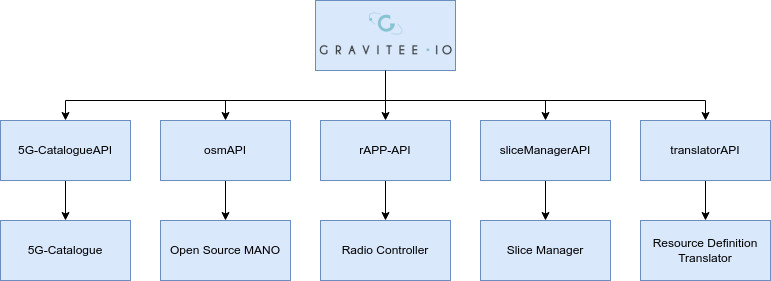 GRAVITEE·IO
5G-CatalogueAPI
osmAPI
rAPP-API
sliceManagerAPI
translatorAPI
5G-Catalogue
Open Source MANO
Radio Controller
Slice Manager
Resource Definition
Translator